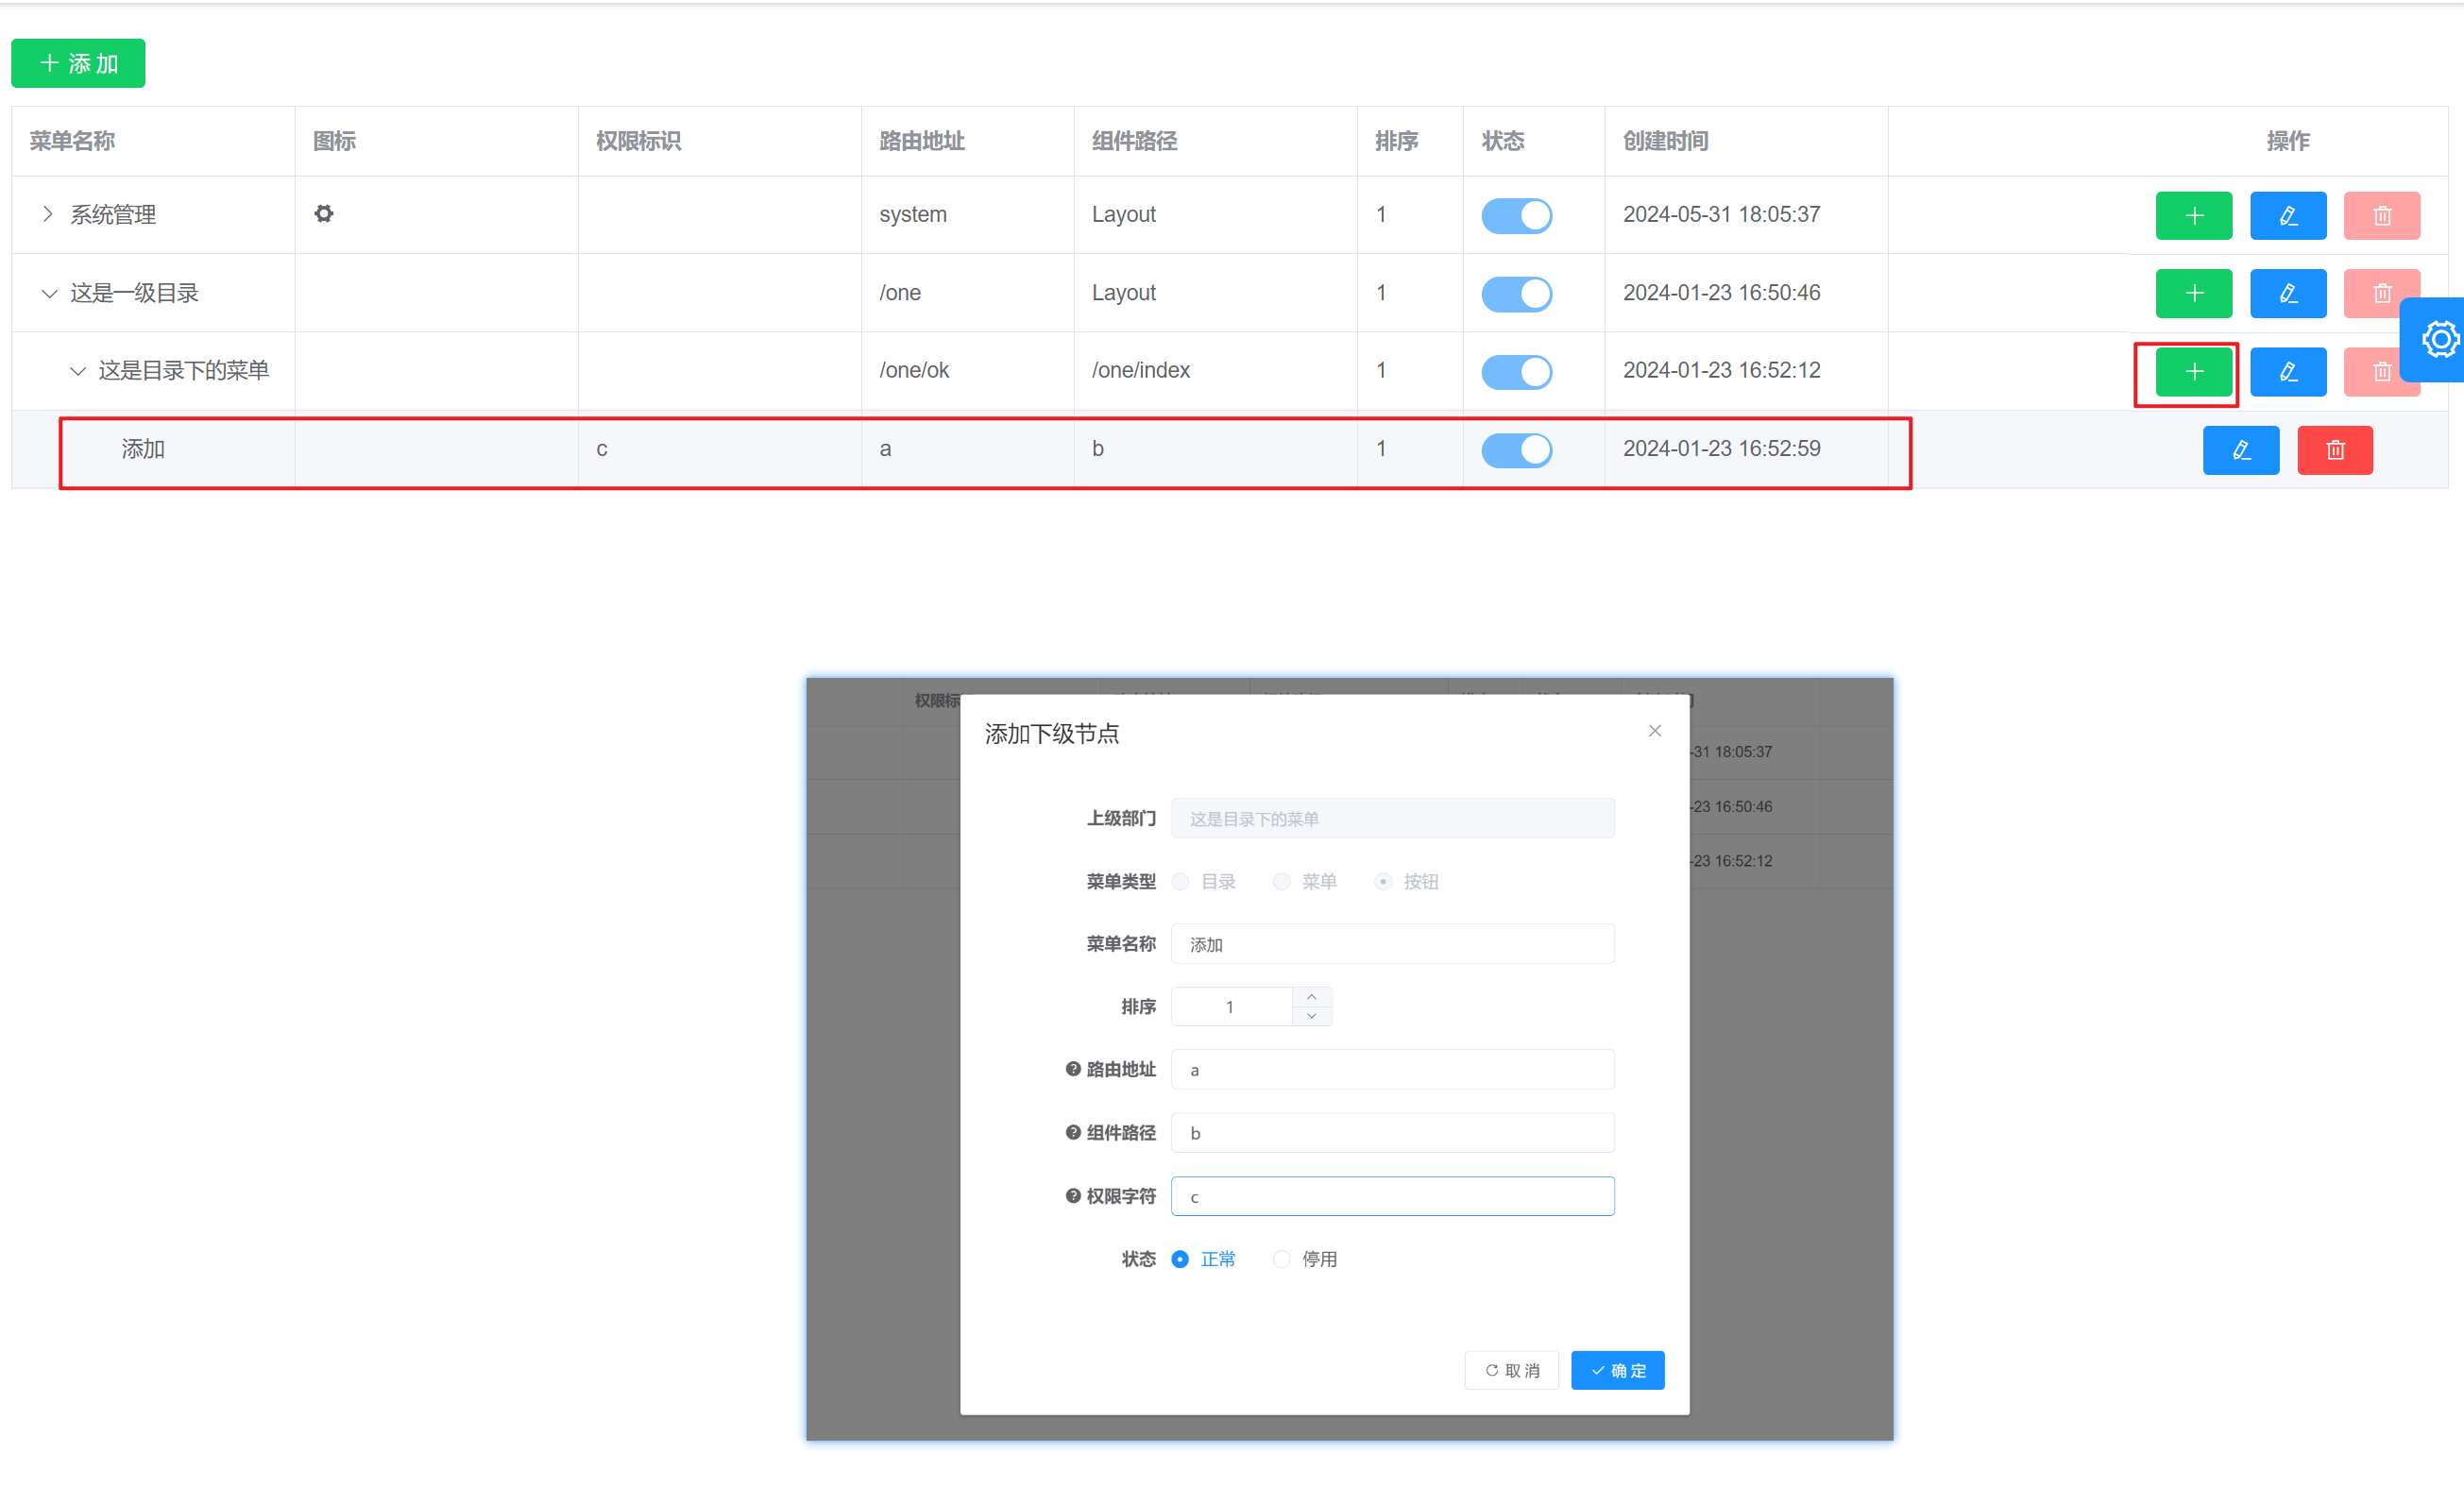 添加
菜单名称 图标 权限标识 路由地址 组件路径 排序 状态 创建时间 操作
系统管理 system Layout 1 2024-05-31 18:05:37
这是一级目录 /one Layout 1 2024-01-23 16:50:46
这是目录下的菜单 /one/ok /one/index 1 2024-01-23 16:52:12
添加 c a b 1 2024-01-23 16:52:59
权限标
添加下级节点
-31 18:05:37
上级部门 这是目录下的菜单
-23 16:50:46
-23 16:52:12
菜单类型 目录 菜单 按钮
菜单名称 添加
排序 1
路由地址 a
组件路径 b
权限字符 c
状态 正常 停用
取消 确定